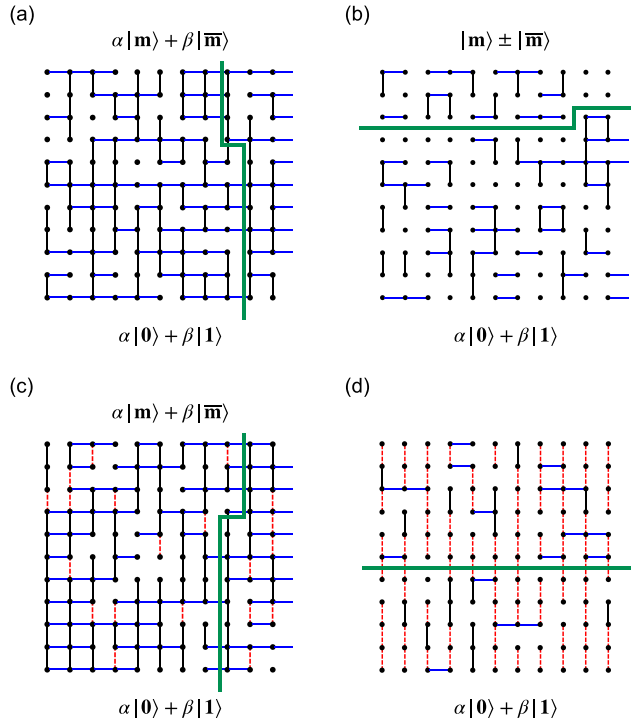 (a)
α|m⟩ + β|m̅⟩
α|0⟩ + β|1⟩
(b)
|m⟩ ± |m̅⟩
α|0⟩ + β|1⟩
(c)
α|m⟩ + β|m̅⟩
α|0⟩ + β|1⟩
(d)
α|0⟩ + β|1⟩